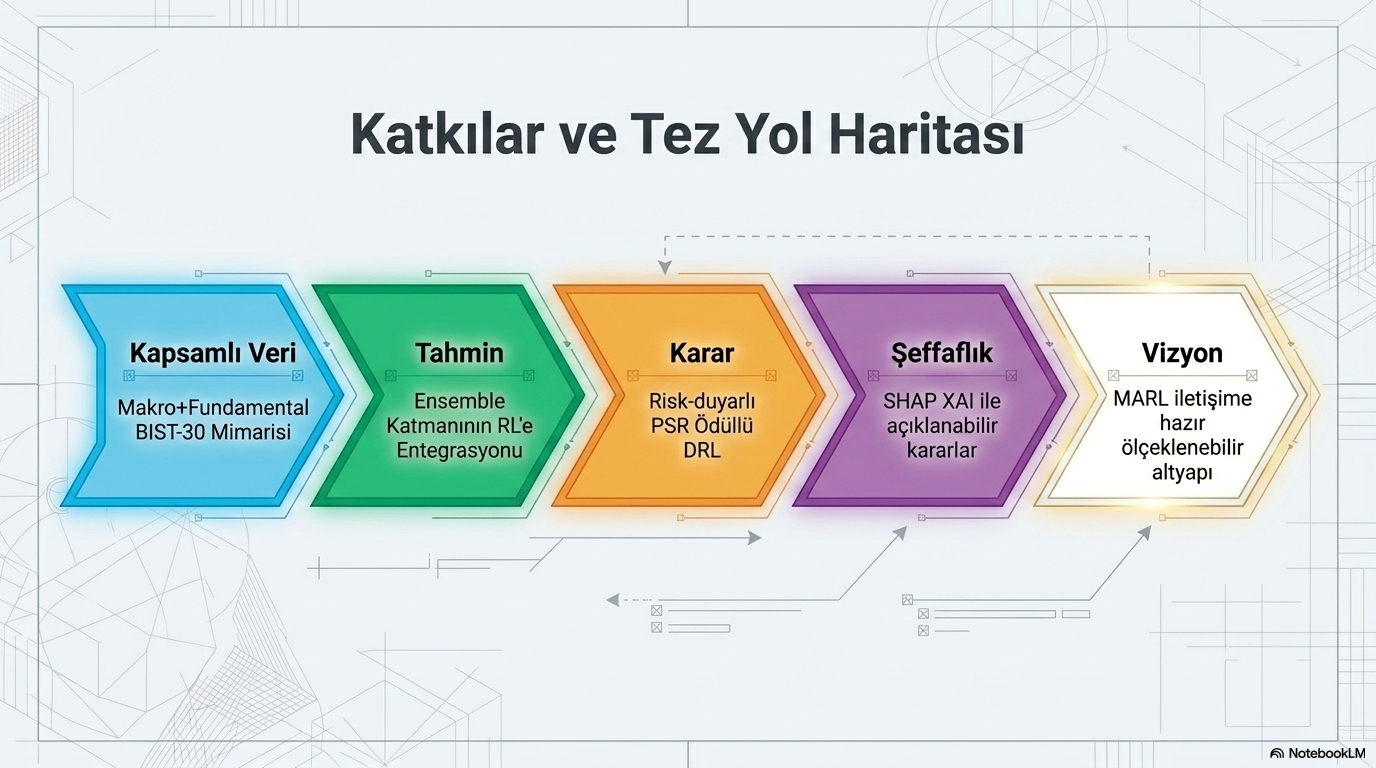 Katkılar ve Tez Yol Haritası
Kapsamlı Veri
Makro+Fundamental
BIST-30 Mimarisi
Tahmin
Ensemble
Katmanının RL'e
Entegrasyonu
Karar
Risk-duyarlı
PSR Ödüllü
DRL
Şeffaflık
SHAP XAI ile
açıklanabilir
kararlar
Vizyon
MARL iletişime
hazır
ölçeklenebilir
altyapı
NotebookLM